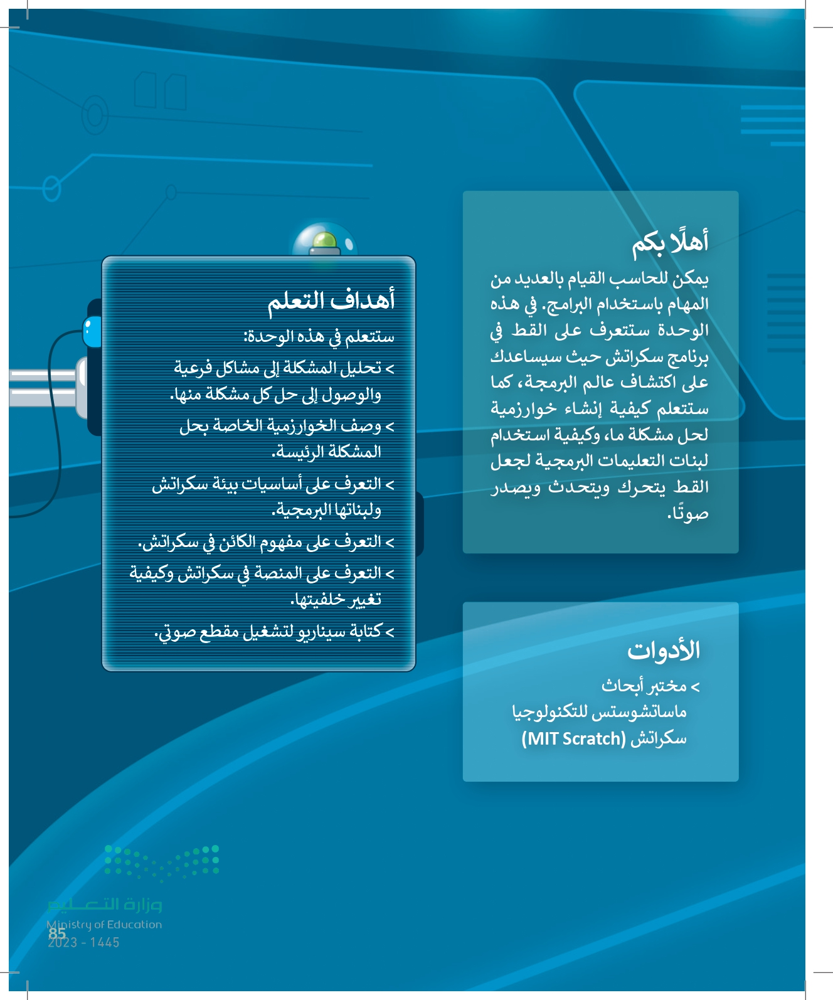 أهلًا بكم
يمكن للحاسب القيام بالعديد من
المهام باستخدام البرامج. في هذه
الوحدة ستتعرف على القط في
برنامج سكراتش حيث سيساعدك
على اكتشاف عالم البرمجة، كما
ستتعلم كيفية إنشاء خوارزمية
لحل مشكلة ما، وكيفية استخدام
لبنات التعليمات البرمجية لجعل
القط يتحرك ويتحدث ويصدر
صوتًا.
الأدوات
> مختبر أبحاث
ماساتشوستس للتكنولوجيا
سكراتش (MIT Scratch)
أهداف التعلم
ستتعلم في هذه الوحدة:
> تحليل المشكلة إلى مشاكل فرعية
والوصول إلى حل كل مشكلة منها.
> وصف الخوارزمية الخاصة بحل
المشكلة الرئيسة.
> التعرف على أساسيات بيئة سكراتش
ولبناتها البرمجية.
> التعرف على مفهوم الكائن في سكراتش.
> التعرف على المنصة في سكراتش وكيفية
تغيير خلفيتها.
> كتابة سيناريو لتشغيل مقطع صوتي.
وزارة التعليم
Ministry of Education
85
2023 - 1445